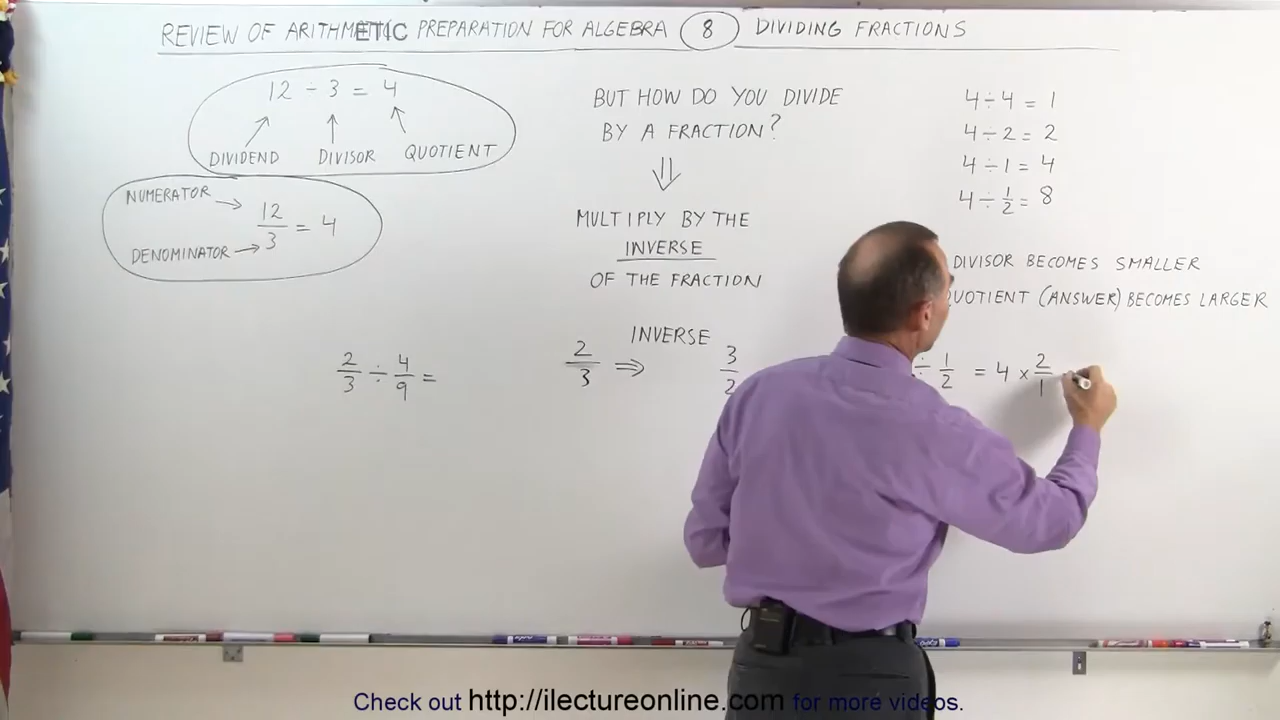 REVIEW OF ARITHMETIC PREPARATION FOR ALGEBRA 8 DIVIDING FRACTIONS
12 ÷ 3 = 4
DIVIDEND DIVISOR QUOTIENT
NUMERATOR
12/3 = 4
DENOMINATOR
2/3 ÷ 4/9 =
BUT HOW DO YOU DIVIDE
BY A FRACTION?
⇓
MULTIPLY BY THE
INVERSE
OF THE FRACTION
INVERSE
2/3 ⇒ 3/2
4 ÷ 4 = 1
4 ÷ 2 = 2
4 ÷ 1 = 4
4 ÷ 1/2 = 8
DIVISOR BECOMES SMALLER
QUOTIENT (ANSWER) BECOMES LARGER
÷ 1/2 = 4 × 2/1
Check out http://ilectureonline.com for more videos.